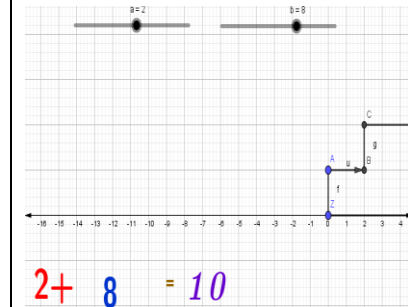 a = 2 b = 8
C
g
A u B
f
Z
-16 -15 -14 -13 -12 -11 -10 -9 -8 -7 -6 -5 -4 -3 -2 -1 0 1 2 3 4
2+ 8 = 10